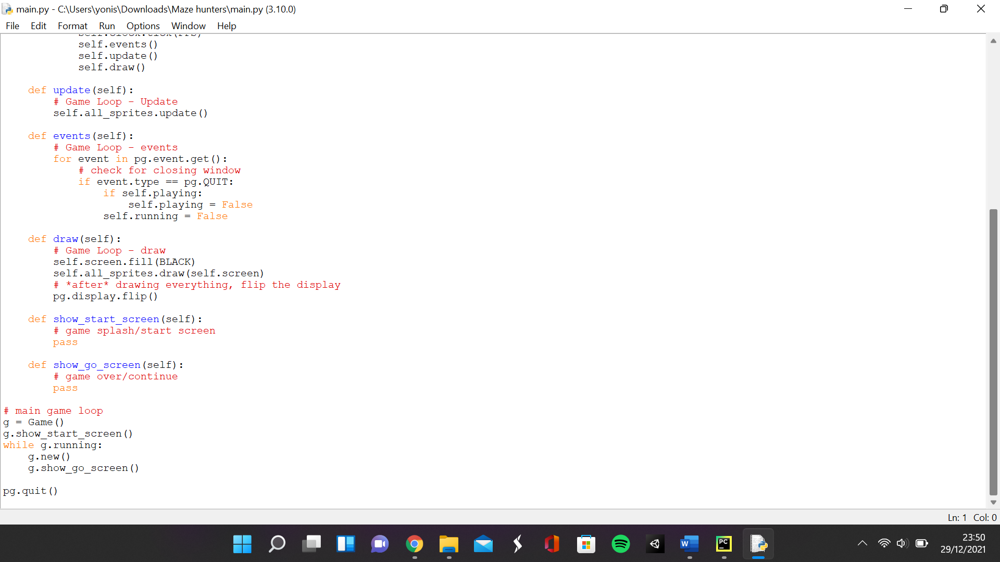 main.py - C:\Users\yonis\Downloads\Maze hunters\main.py (3.10.0)
File Edit Format Run Options Window Help
self.clock.tick(FPS)
            self.events()
            self.update()
            self.draw()

    def update(self):
        # Game Loop - Update
        self.all_sprites.update()

    def events(self):
        # Game Loop - events
        for event in pg.event.get():
            # check for closing window
            if event.type == pg.QUIT:
                if self.playing:
                    self.playing = False
                self.running = False

    def draw(self):
        # Game Loop - draw
        self.screen.fill(BLACK)
        self.all_sprites.draw(self.screen)
        # *after* drawing everything, flip the display
        pg.display.flip()

    def show_start_screen(self):
        # game splash/start screen
        pass

    def show_go_screen(self):
        # game over/continue
        pass

# main game loop
g = Game()
g.show_start_screen()
while g.running:
    g.new()
    g.show_go_screen()

pg.quit()
Ln: 1 Col: 0
W
PC
23:50
29/12/2021